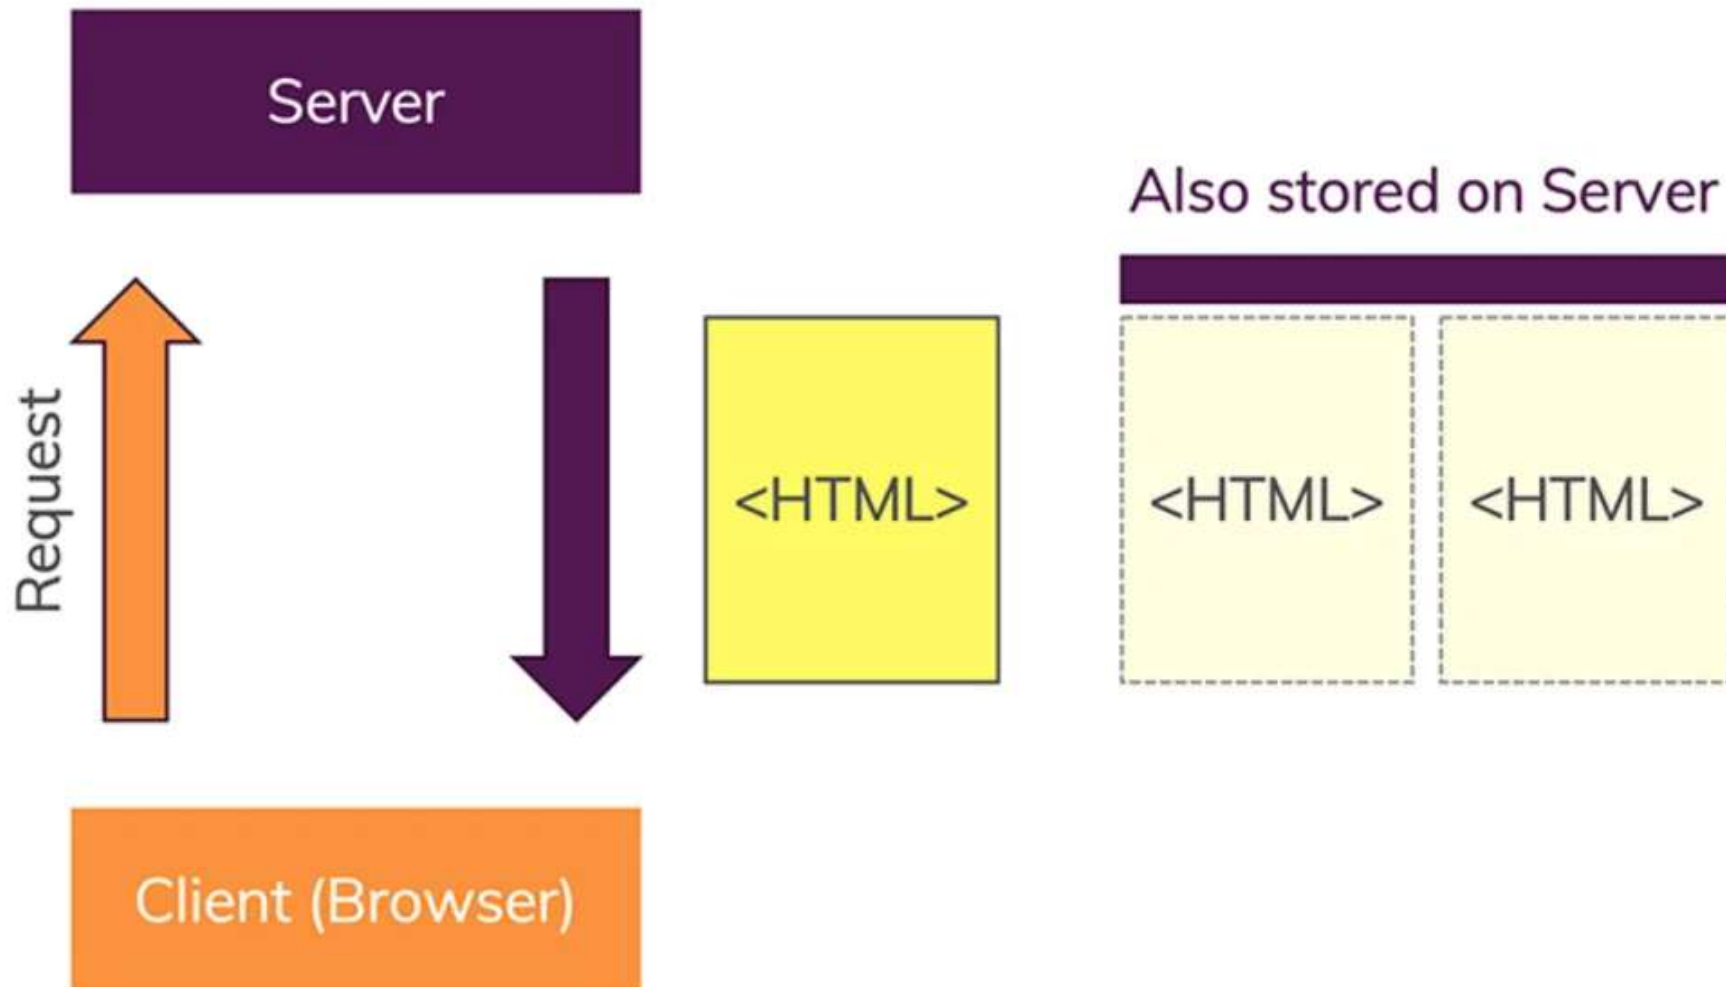 Server
Also stored on Server
Request
<HTML>
<HTML>
<HTML>
Client (Browser)